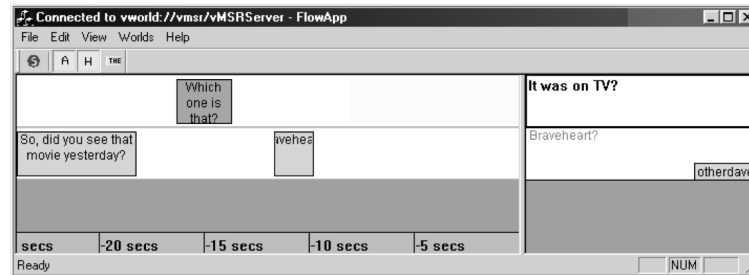 Connected to vworld://vmsr/vMSRServer - FlowApp
File Edit View Worlds Help
S A H THE
Which
one is
that?
It was on TV?
So, did you see that
movie yesterday?
avehea
Braveheart?
otherdave
secs -20 secs -15 secs -10 secs -5 secs
Ready NUM